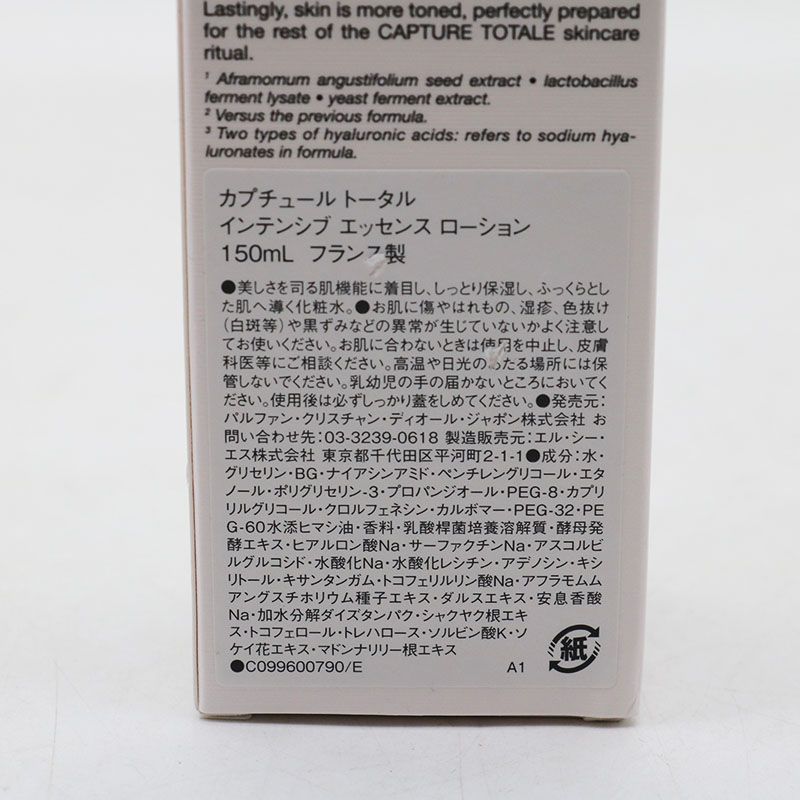 Lastingly, skin is more toned, perfectly prepared
for the rest of the CAPTURE TOTALE skincare
ritual.
¹ Aframomum angustifolium seed extract • lactobacillus
ferment lysate • yeast ferment extract.
² Versus the previous formula.
³ Two types of hyaluronic acids: refers to sodium hya-
luronates in formula.
カプチュール トータル
インテンシブ エッセンス ローション
150mL フランス製
●美しさを司る肌機能に着目し、しっとり保湿し、ふっくらとし
た肌へ導く化粧水。●お肌に傷やはれもの、湿疹、色抜け
(白斑等)や黒ずみなどの異常が生じていないかよく注意し
てお使いください。お肌に合わないときは使用を中止し、皮膚
科医等にご相談ください。高温や日光のあたる場所には保
管しないでください。乳幼児の手の届かないところにおいてく
ださい。使用後は必ずしっかり蓋をしめてください。●発売元:
パルファン・クリスチャン・ディオール・ジャポン株式会社 お
問い合わせ先:03-3239-0618 製造販売元:エル・シー・
エス株式会社 東京都千代田区平河町2-1-1●成分:水・
グリセリン・BG・ナイアシンアミド・ペンチレングリコール・エタ
ノール・ポリグリセリン-3・プロパンジオール・PEG-8・カプリ
リルグリコール・クロルフェネシン・カルボマー・PEG-32・PE
G-60水添ヒマシ油・香料・乳酸桿菌培養溶解質・酵母発
酵エキス・ヒアルロン酸Na・サーファクチンNa・アスコルビ
ルグルコシド・水酸化Na・水酸化レシチン・アデノシン・キシ
リトール・キサンタンガム・トコフェリルリン酸Na・アフラモムム
アングスチホリウム種子エキス・ダルスエキス・安息香酸
Na・加水分解ダイズタンパク・シャクヤク根エキ
ス・トコフェロール・トレハロース・ソルビン酸K・ソ
ケイ花エキス・マドンナリリー根エキス
●C099600790/E A1
紙